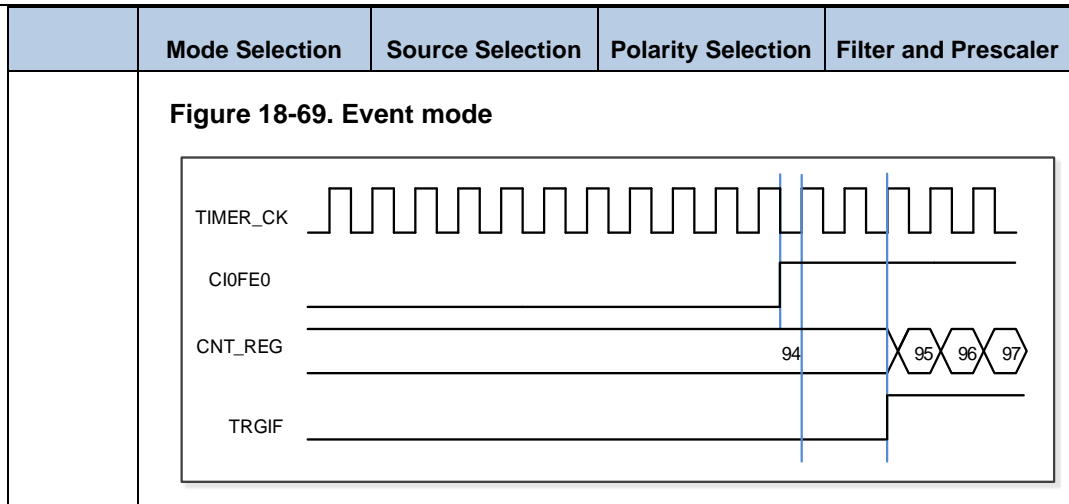 Mode Selection Source Selection Polarity Selection Filter and Prescaler
Figure 18-69. Event mode
TIMER_CK
CI0FE0
CNT_REG 94 95 96 97
TRGIF